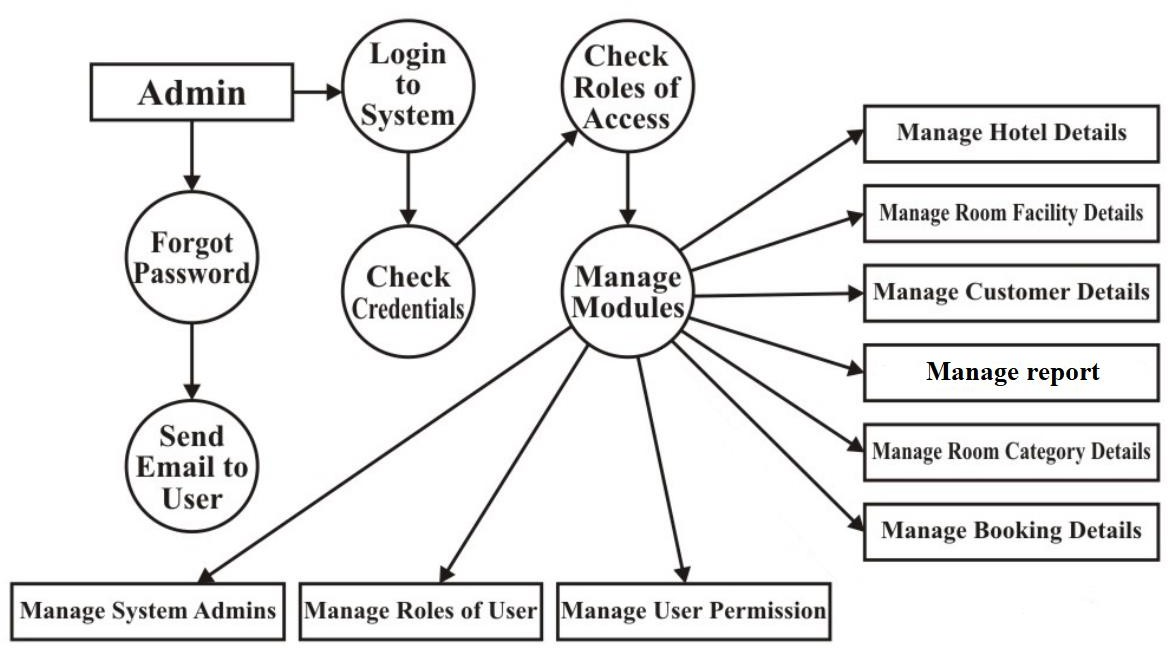 Admin
Login
to
System
Check
Roles of
Access
Forgot
Password
Check
Credentials
Manage
Modules
Send
Email to
User
Manage Hotel Details
Manage Room Facility Details
Manage Customer Details
Manage report
Manage Room Category Details
Manage Booking Details
Manage System Admins
Manage Roles of User
Manage User Permission